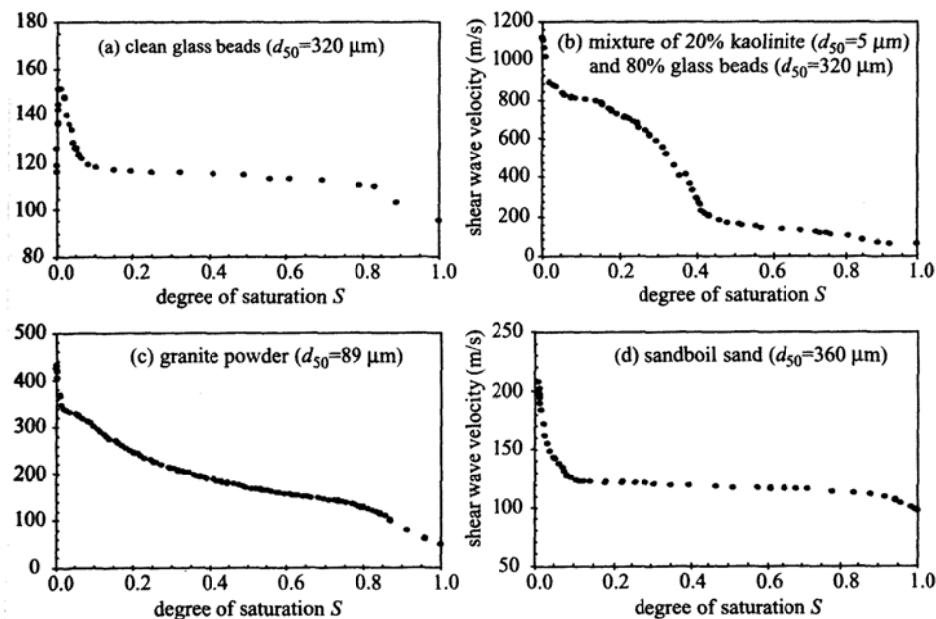 180
(a) clean glass beads (d50=320 μm)
160
140
120
100
80
0.0 0.2 0.4 0.6 0.8 1.0
degree of saturation S
shear wave velocity (m/s)
1200
(b) mixture of 20% kaolinite (d50=5 μm)
and 80% glass beads (d50=320 μm)
1000
800
600
400
200
0
0.0 0.2 0.4 0.6 0.8 1.0
degree of saturation S
500
(c) granite powder (d50=89 μm)
400
300
200
100
0
0.0 0.2 0.4 0.6 0.8 1.0
degree of saturation S
shear wave velocity (m/s)
250
(d) sandboil sand (d50=360 μm)
200
150
100
50
0.0 0.2 0.4 0.6 0.8 1.0
degree of saturation S